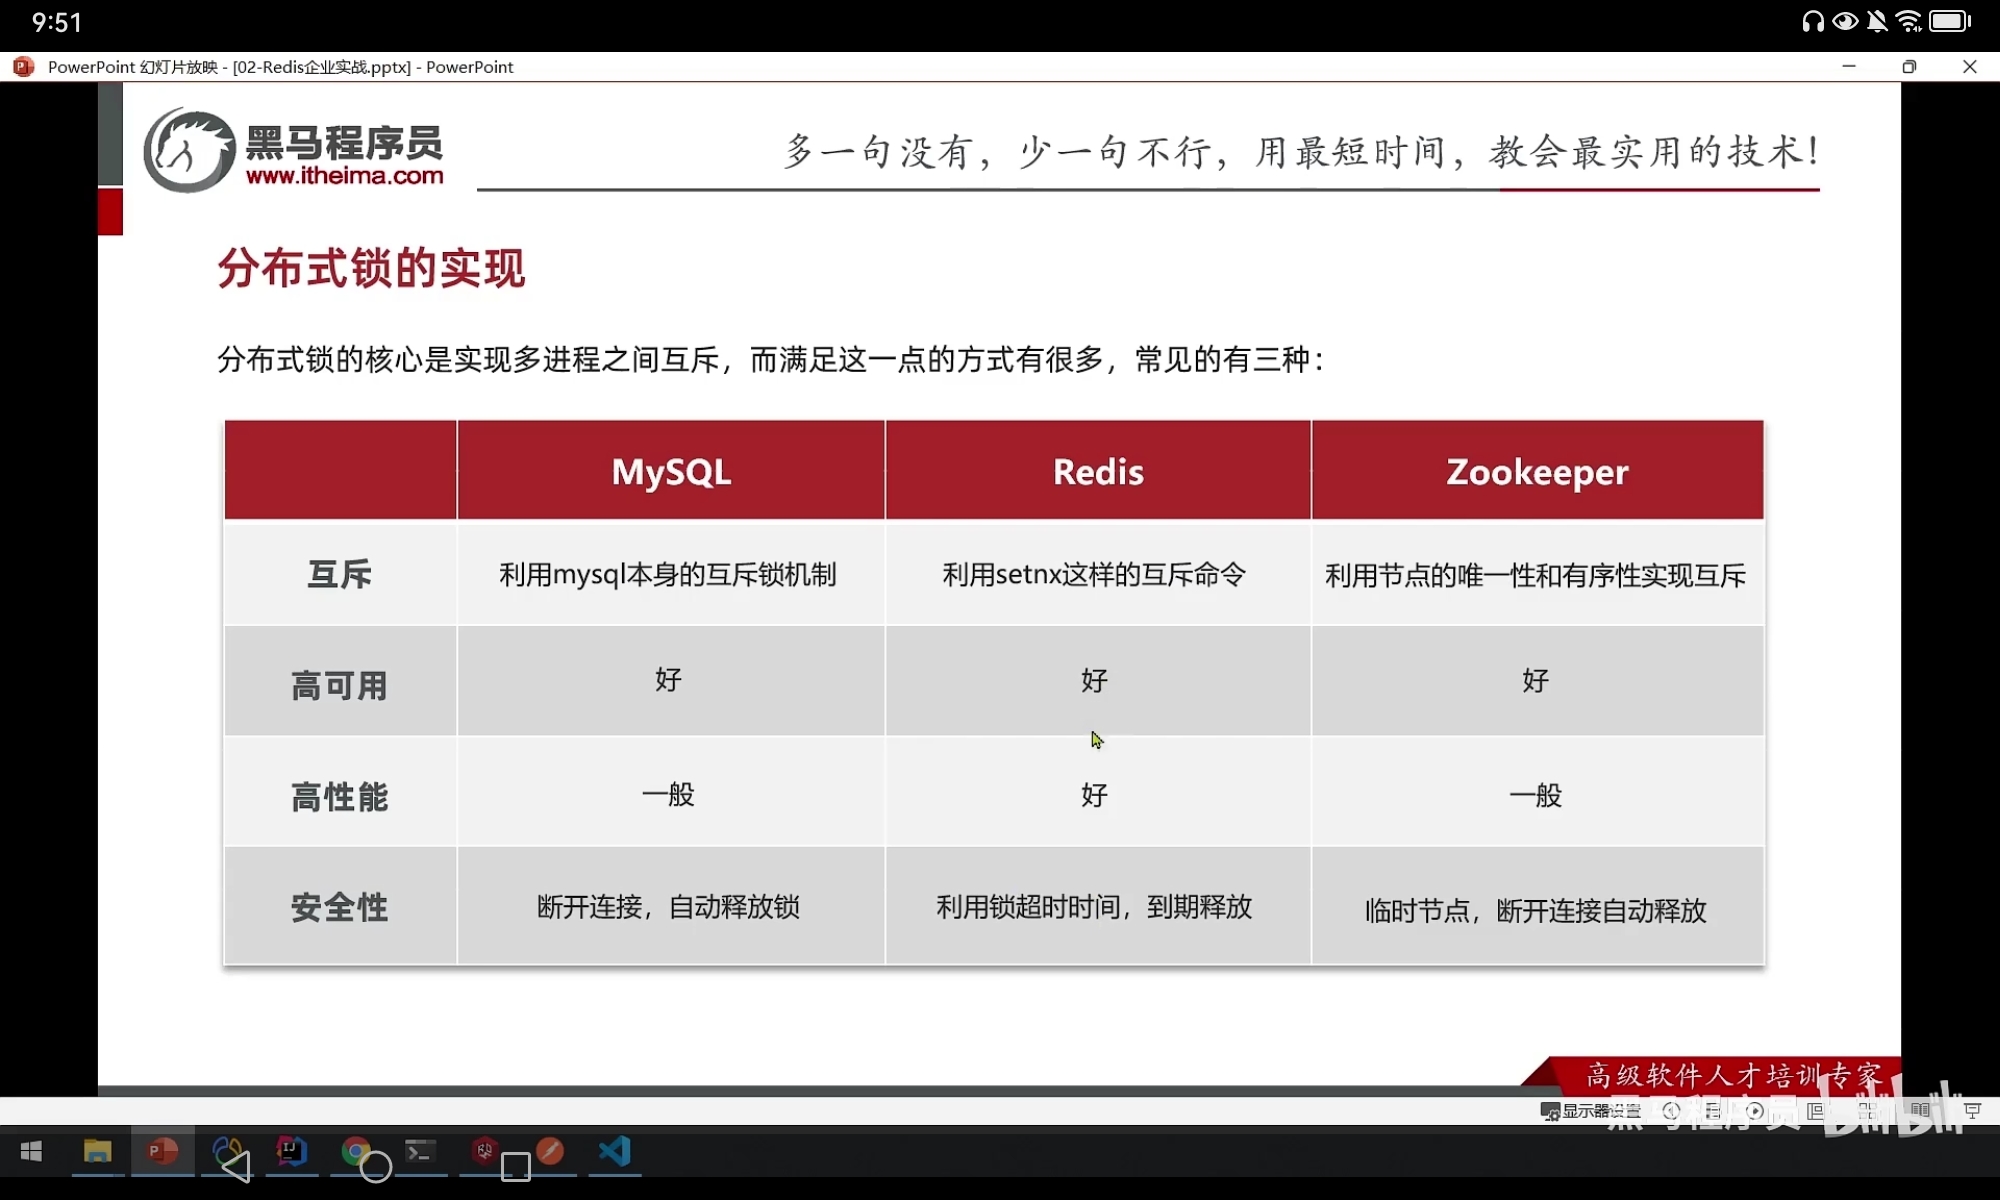 9:51
PowerPoint 幻灯片放映 - [02-Redis企业实战.pptx] - PowerPoint
黑马程序员
www.itheima.com
多一句没有，少一句不行，用最短时间，教会最实用的技术！
分布式锁的实现
分布式锁的核心是实现多进程之间互斥，而满足这一点的方式有很多，常见的有三种：
MySQL Redis Zookeeper
互斥 利用mysql本身的互斥锁机制 利用setnx这样的互斥命令 利用节点的唯一性和有序性实现互斥
高可用 好 好 好
高性能 一般 好 一般
安全性 断开连接，自动释放锁 利用锁超时时间，到期释放 临时节点，断开连接自动释放
高级软件人才培训专家
显示器设置
黑马程序员 bilibili